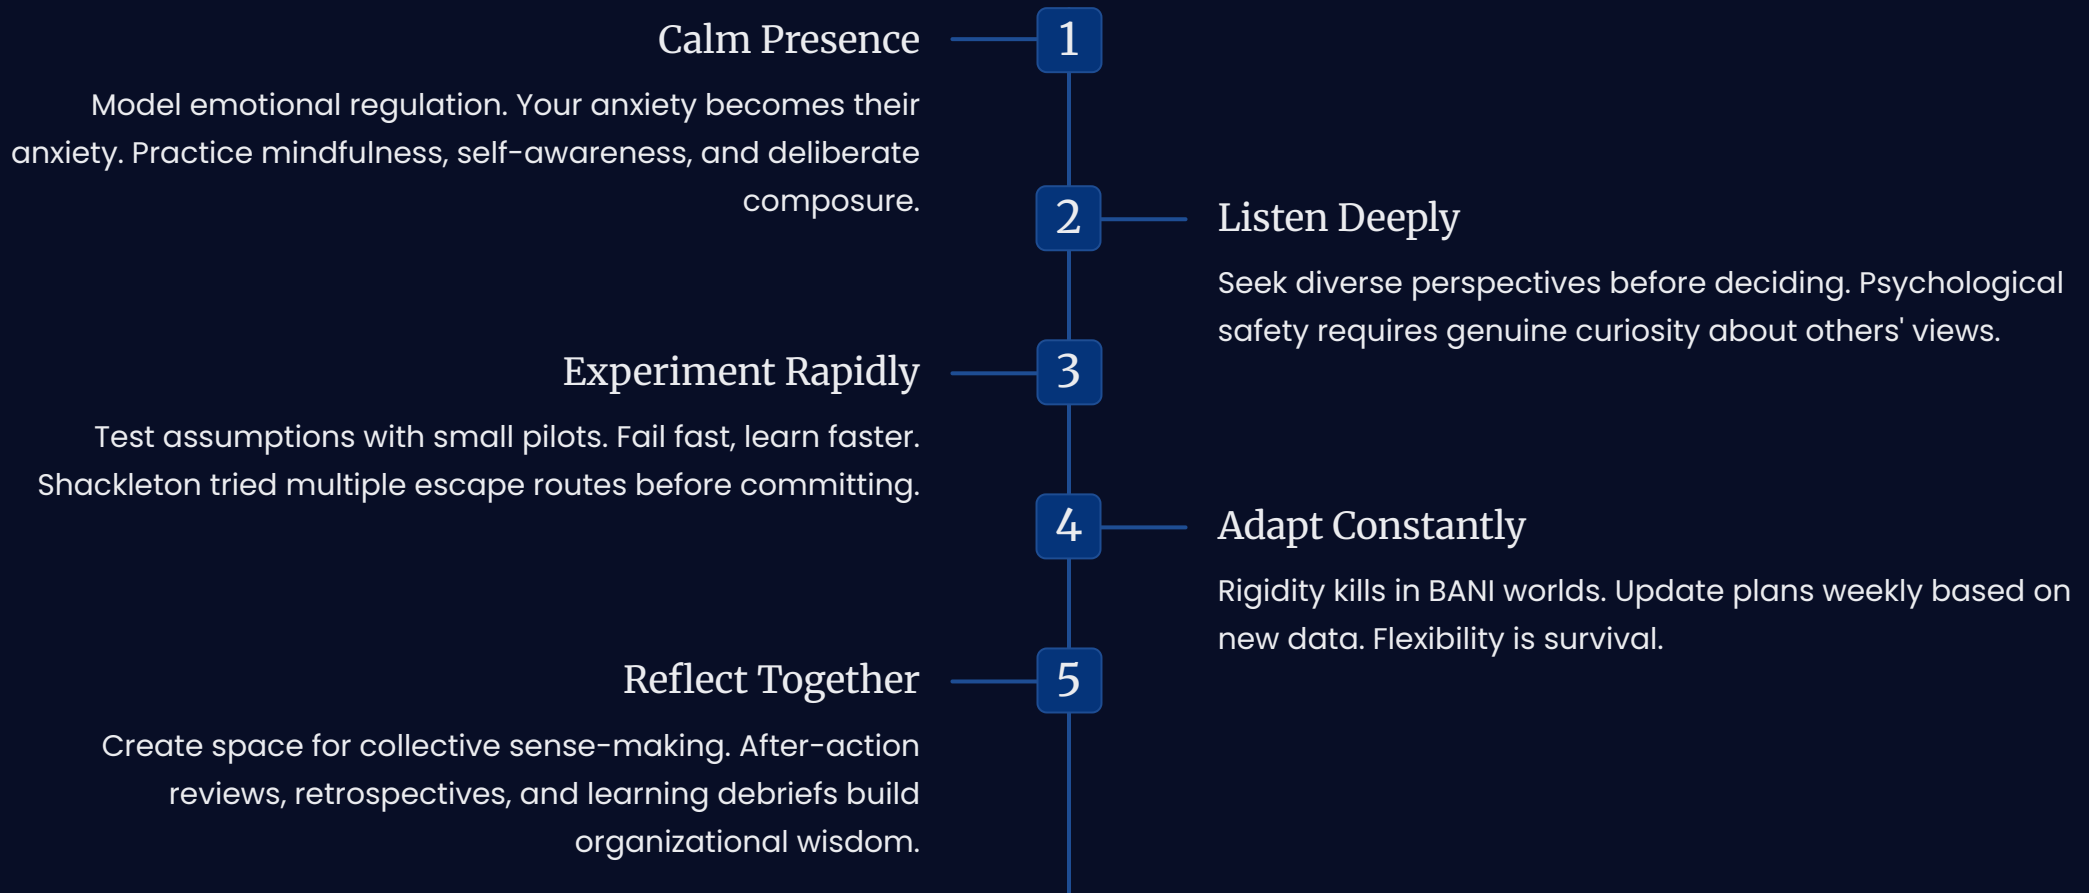 1
Calm Presence
Model emotional regulation. Your anxiety becomes their
anxiety. Practice mindfulness, self-awareness, and deliberate
composure.
2
Listen Deeply
Seek diverse perspectives before deciding. Psychological
safety requires genuine curiosity about others' views.
3
Experiment Rapidly
Test assumptions with small pilots. Fail fast, learn faster.
Shackleton tried multiple escape routes before committing.
4
Adapt Constantly
Rigidity kills in BANI worlds. Update plans weekly based on
new data. Flexibility is survival.
5
Reflect Together
Create space for collective sense-making. After-action
reviews, retrospectives, and learning debriefs build
organizational wisdom.